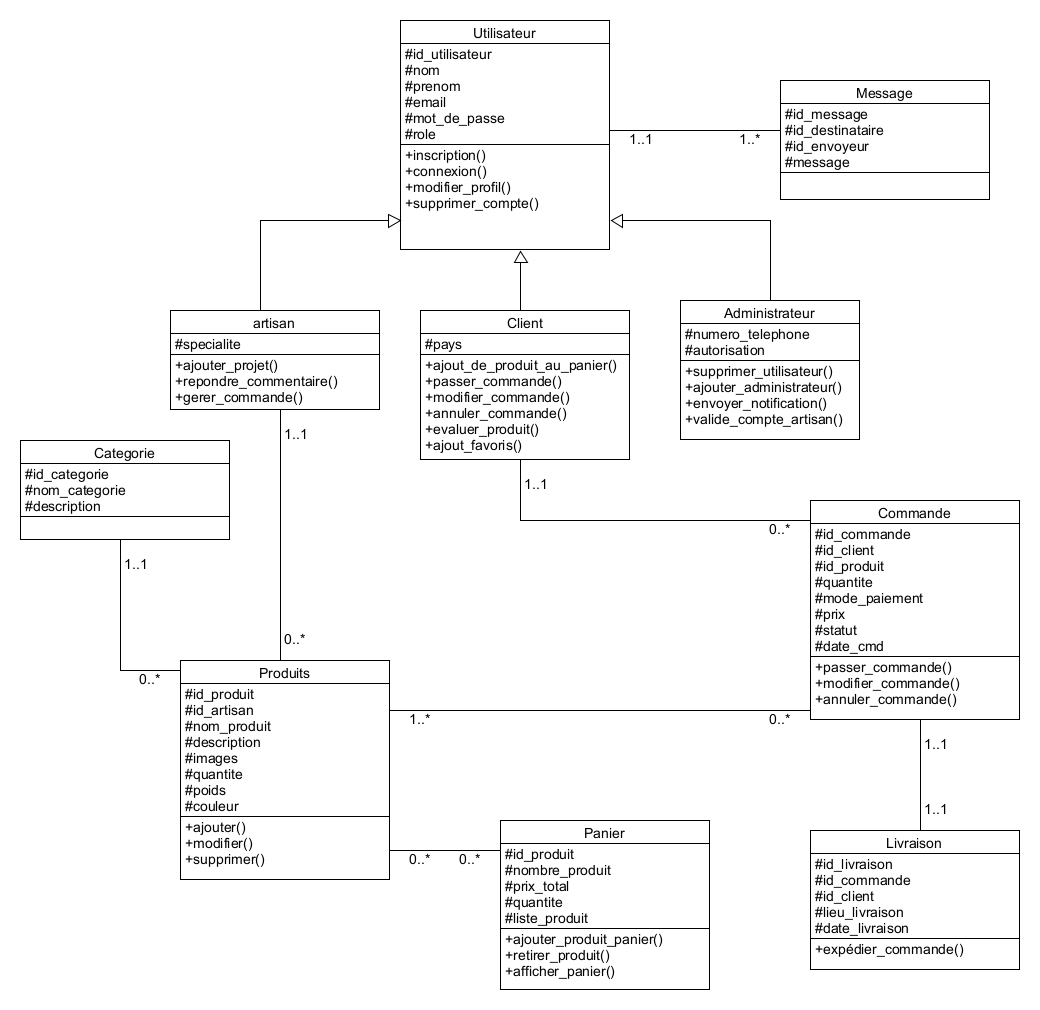 Utilisateur
#id_utilisateur
#nom
#prenom
#email
#mot_de_passe
#role
+inscription()
+connexion()
+modifier_profil()
+supprimer_compte()
Message
#id_message
#id_destinataire
#id_envoyeur
#message
1..1
1..*
artisan
#specialite
+ajouter_projet()
+repondre_commentaire()
+gerer_commande()
Client
#pays
+ajout_de_produit_au_panier()
+passer_commande()
+modifier_commande()
+annuler_commande()
+evaluer_produit()
+ajout_favoris()
Administrateur
#numero_telephone
#autorisation
+supprimer_utilisateur()
+ajouter_administrateur()
+envoyer_notification()
+valide_compte_artisan()
1..1
Categorie
#id_categorie
#nom_categorie
#description
1..1
1..1
0..*
Commande
#id_commande
#id_client
#id_produit
#quantite
#mode_paiement
#prix
#statut
#date_cmd
+passer_commande()
+modifier_commande()
+annuler_commande()
0..*
0..*
Produits
#id_produit
#id_artisan
#nom_produit
#description
#images
#quantite
#poids
#couleur
+ajouter()
+modifier()
+supprimer()
1..*
0..*
1..1
1..1
0..*
0..*
Panier
#id_produit
#nombre_produit
#prix_total
#quantite
#liste_produit
+ajouter_produit_panier()
+retirer_produit()
+afficher_panier()
Livraison
#id_livraison
#id_commande
#id_client
#lieu_livraison
#date_livraison
+expédier_commande()